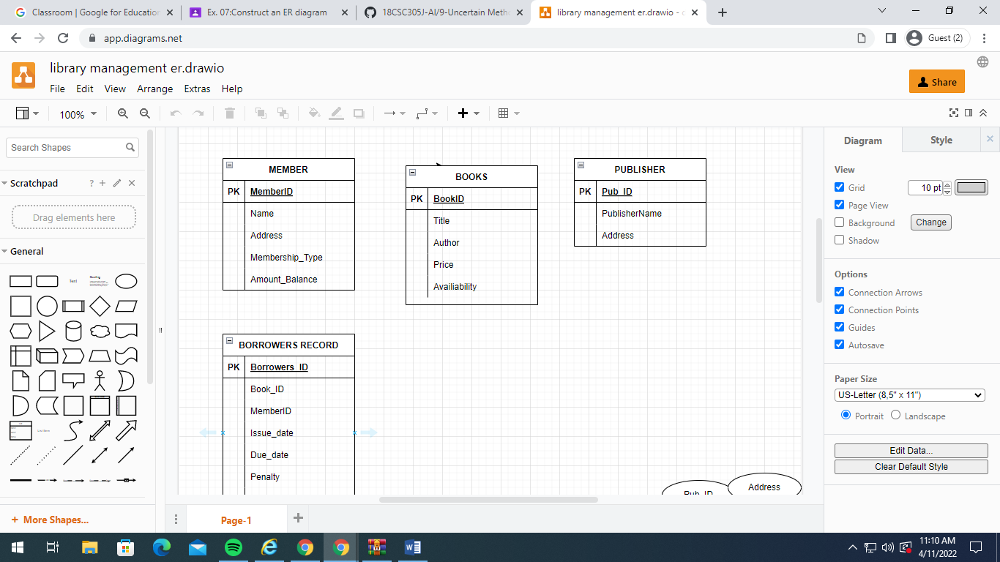 Classroom | Google for Education
Ex. 07:Construct an ER diagram
18CSC305J-AI/9-Uncertain Meth
library management er.drawio -
app.diagrams.net
Guest (2)
library management er.drawio
File Edit View Arrange Extras Help
Share
100%
Search Shapes
Scratchpad
?
Drag elements here
General
Text
Heading
More Shapes...
MEMBER
PK MemberID
Name
Address
Membership_Type
Amount_Balance
BOOKS
PK BookID
Title
Author
Price
Availiability
PUBLISHER
PK Pub_ID
PublisherName
Address
BORROWERS RECORD
PK Borrowers_ID
Book_ID
MemberID
Issue_date
Due_date
Penalty
Pub_ID
Address
Page-1
Diagram
Style
View
Grid 10 pt
Page View
Background Change
Shadow
Options
Connection Arrows
Connection Points
Guides
Autosave
Paper Size
US-Letter (8,5" x 11")
Portrait Landscape
Edit Data...
Clear Default Style
11:10 AM
4/11/2022